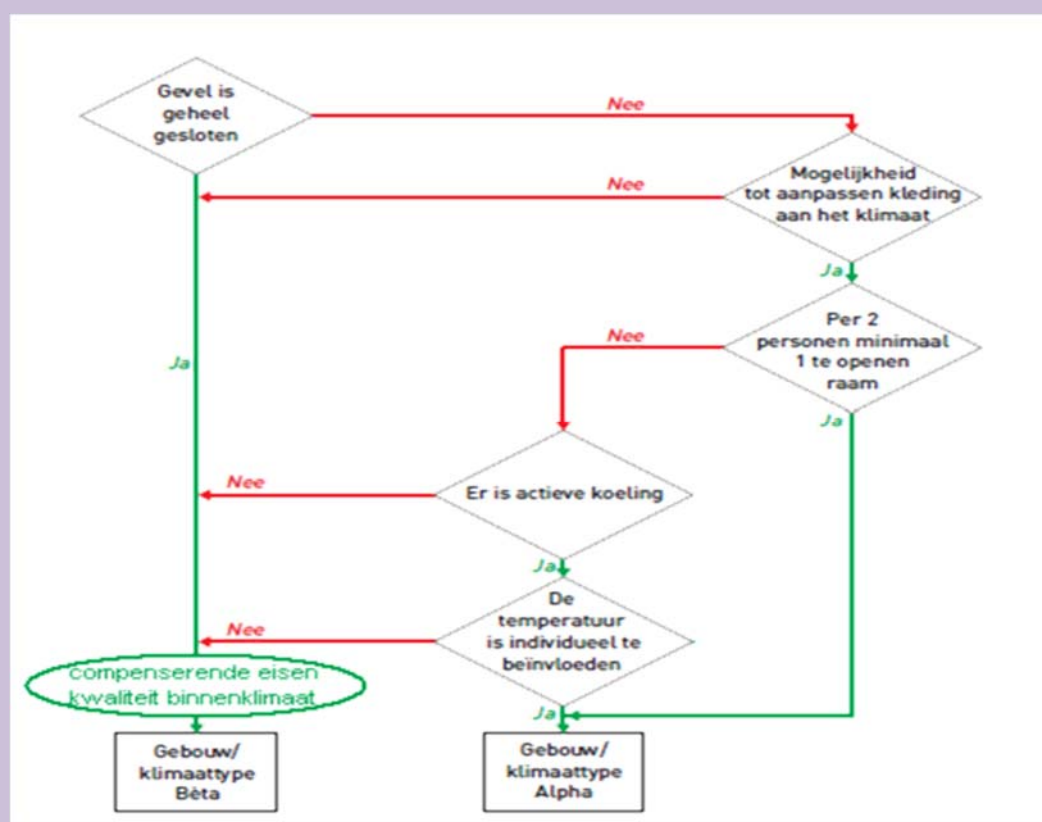 Gevel is
geheel
gesloten
Nee
Mogelijkheid
tot aanpassen kleding
aan het klimaat
Nee
Ja
Per 2
personen minimaal
1 te openen
raam
Nee
Ja
Ja
Er is actieve koeling
Nee
Ja
De
temperatuur
is individueel te
beïnvloeden
Nee
compenserende eisen
kwaliteit binnenklimaat
Ja
Gebouw/
klimaattype
Bèta
Gebouw/
klimaattype
Alpha